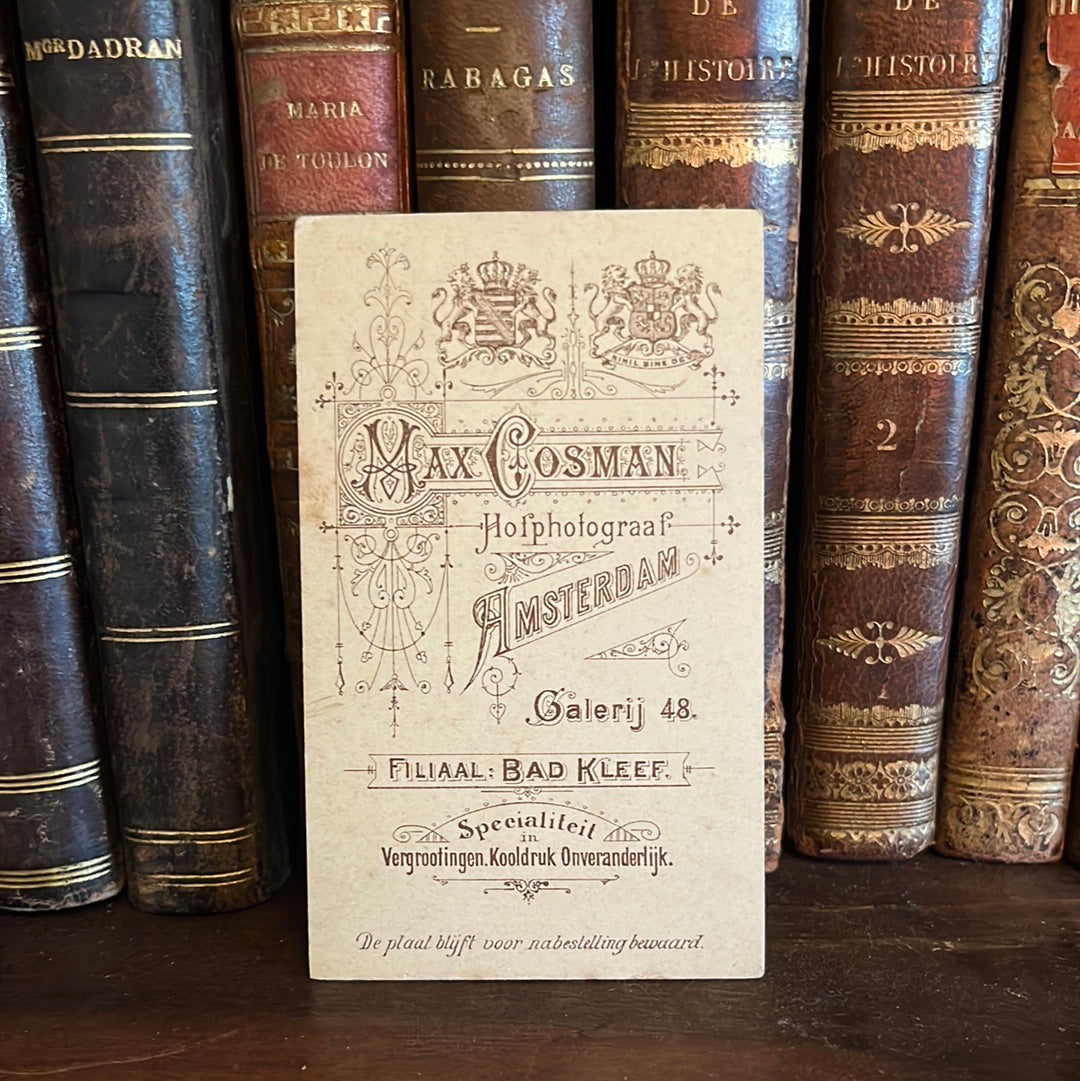 MGR DADRAN
MARIA
DE TOULON
RABAGAS
DE
L'HISTOIRE
DE
L'HISTOIRE
2
2
NIHIL SINE DEO
MAX COSMAN
Hofphotograaf
AMSTERDAM
Galerij 48.
FILIAAL: BAD KLEEF.
Specialiteit
in
Vergrootingen. Kooldruk Onveranderlijk.
De plaat blijft voor nabestelling bewaard.